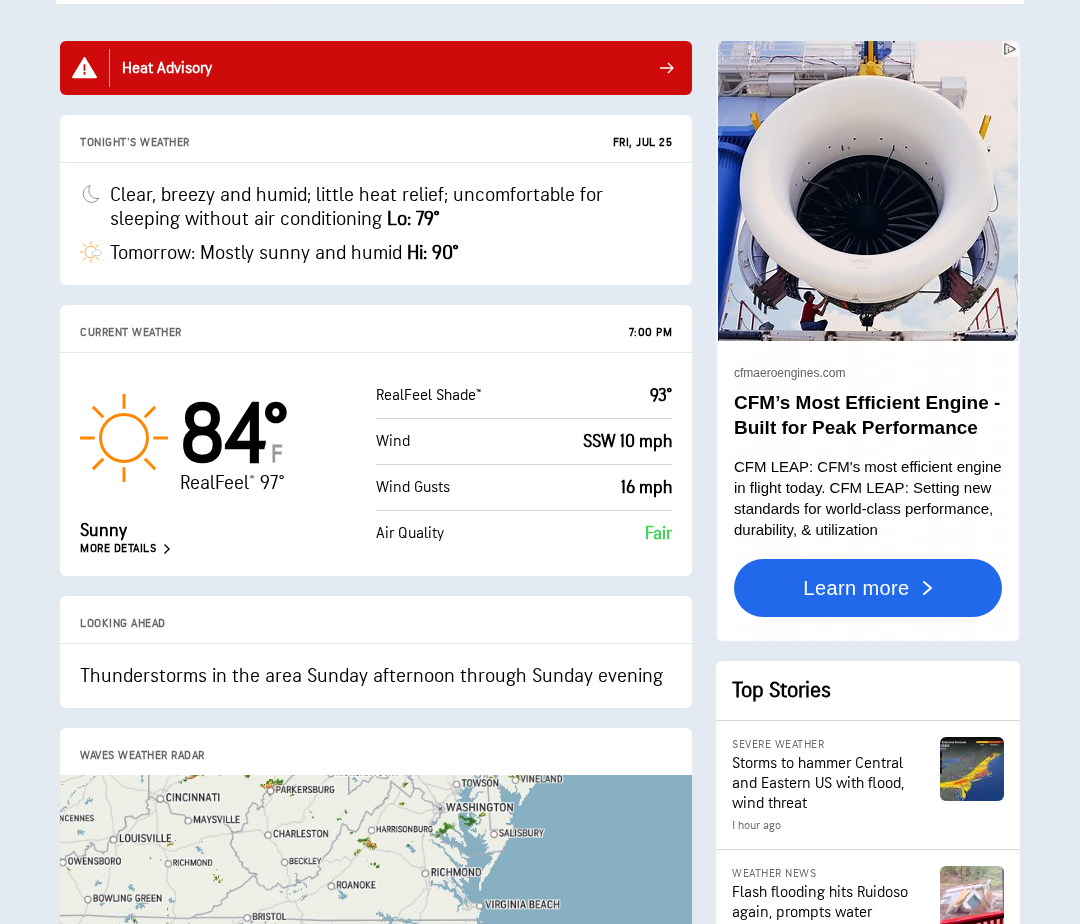 Heat Advisory
TONIGHT'S WEATHER
FRI, JUL 25
Clear, breezy and humid; little heat relief; uncomfortable for
sleeping without air conditioning Lo: 79°
Tomorrow: Mostly sunny and humid Hi: 90°
CURRENT WEATHER
7:00 PM
84°F
RealFeel® 97°
Sunny
MORE DETAILS
RealFeel Shade™ 93°
Wind SSW 10 mph
Wind Gusts 16 mph
Air Quality Fair
LOOKING AHEAD
Thunderstorms in the area Sunday afternoon through Sunday evening
WAVES WEATHER RADAR
VINELAND
TOWSON
PARKERSBURG
CINCINNATI
WASHINGTON
NCENNES
MAYSVILLE
HARRISONBURG
CHARLESTON
SALISBURY
LOUISVILLE
OWENSBORO
RICHMOND
BECKLEY
RICHMOND
ROANOKE
BOWLING GREEN
VIRGINIA BEACH
BRISTOL
cfmaeroengines.com
CFM’s Most Efficient Engine -
Built for Peak Performance
CFM LEAP: CFM's most efficient engine
in flight today. CFM LEAP: Setting new
standards for world-class performance,
durability, & utilization
Learn more
Top Stories
SEVERE WEATHER
Storms to hammer Central
and Eastern US with flood,
wind threat
1 hour ago
WEATHER NEWS
Flash flooding hits Ruidoso
again, prompts water